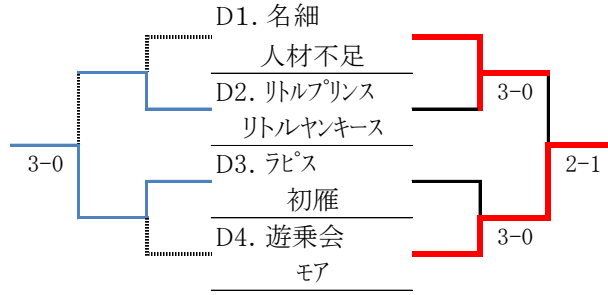 D1. 名細
人材不足
D2. リトルプリンス
3-0
リトルヤンキース
3-0
D3. ラピス
2-1
初雁
D4. 遊乗会
3-0
モア